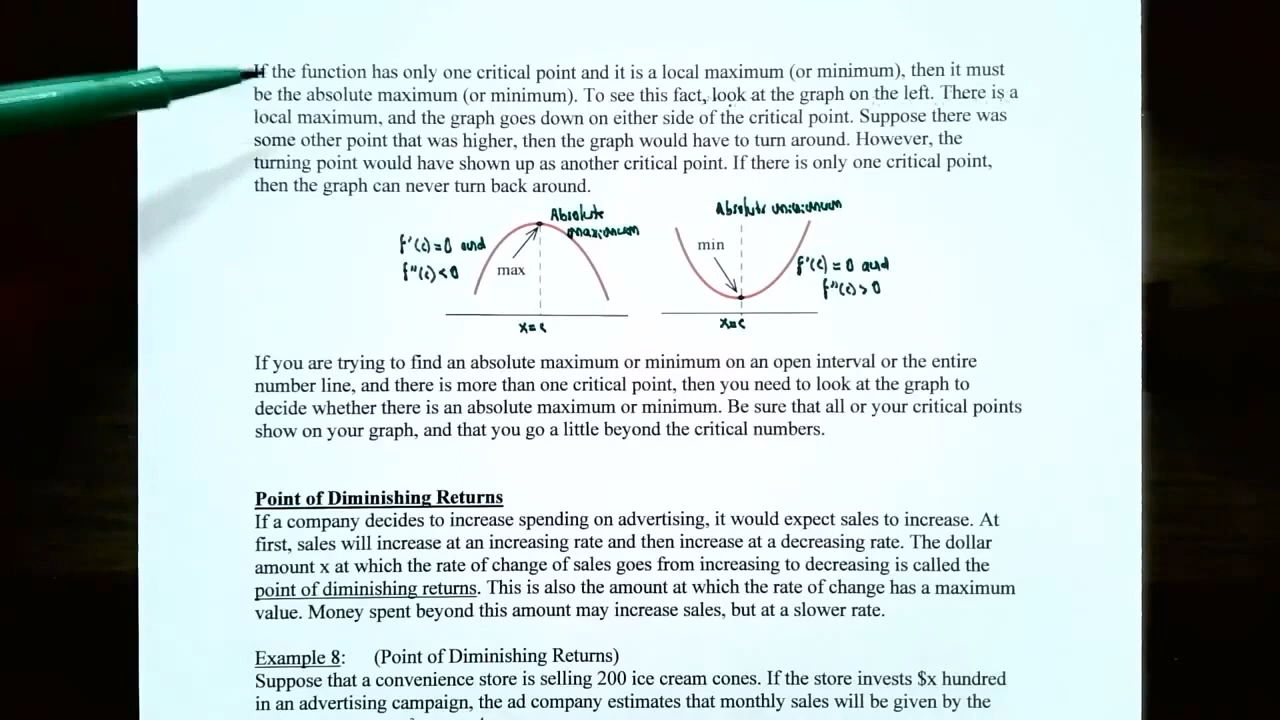 If the function has only one critical point and it is a local maximum (or minimum), then it must
be the absolute maximum (or minimum). To see this fact, look at the graph on the left. There is a
local maximum, and the graph goes down on either side of the critical point. Suppose there was
some other point that was higher, then the graph would have to turn around. However, the
turning point would have shown up as another critical point. If there is only one critical point,
then the graph can never turn back around.
Absolute
maximum
f'(c)=0 and
f''(c)<0
max
x=c
Absolute minimum
min
f'(c)=0 and
f''(c)>0
x=c
If you are trying to find an absolute maximum or minimum on an open interval or the entire
number line, and there is more than one critical point, then you need to look at the graph to
decide whether there is an absolute maximum or minimum. Be sure that all or your critical points
show on your graph, and that you go a little beyond the critical numbers.
Point of Diminishing Returns
If a company decides to increase spending on advertising, it would expect sales to increase. At
first, sales will increase at an increasing rate and then increase at a decreasing rate. The dollar
amount x at which the rate of change of sales goes from increasing to decreasing is called the
point of diminishing returns. This is also the amount at which the rate of change has a maximum
value. Money spent beyond this amount may increase sales, but at a slower rate.
Example 8: (Point of Diminishing Returns)
Suppose that a convenience store is selling 200 ice cream cones. If the store invests $x hundred
in an advertising campaign, the ad company estimates that monthly sales will be given by the